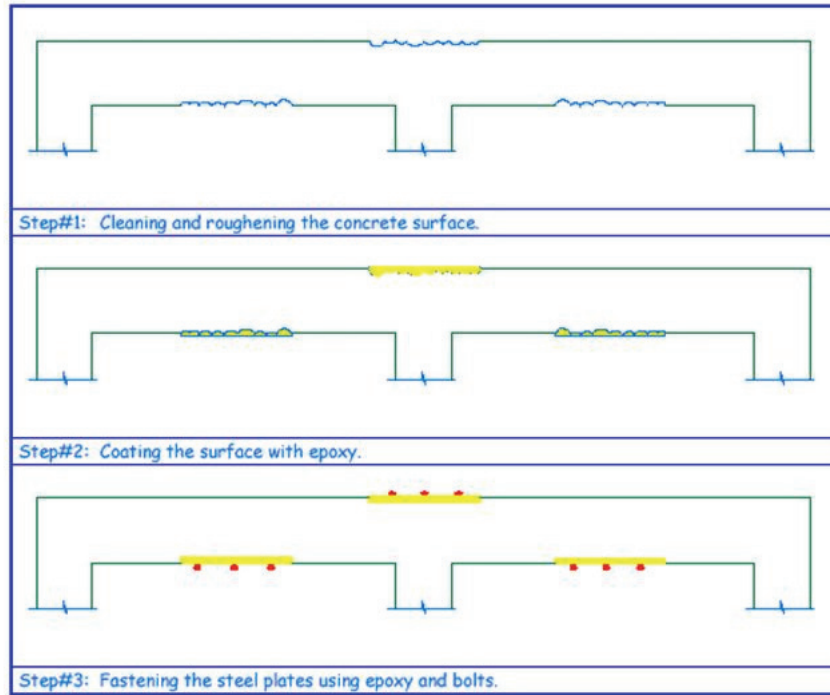 Step#1: Cleaning and roughening the concrete surface.
Step#2: Coating the surface with epoxy.
Step#3: Fastening the steel plates using epoxy and bolts.